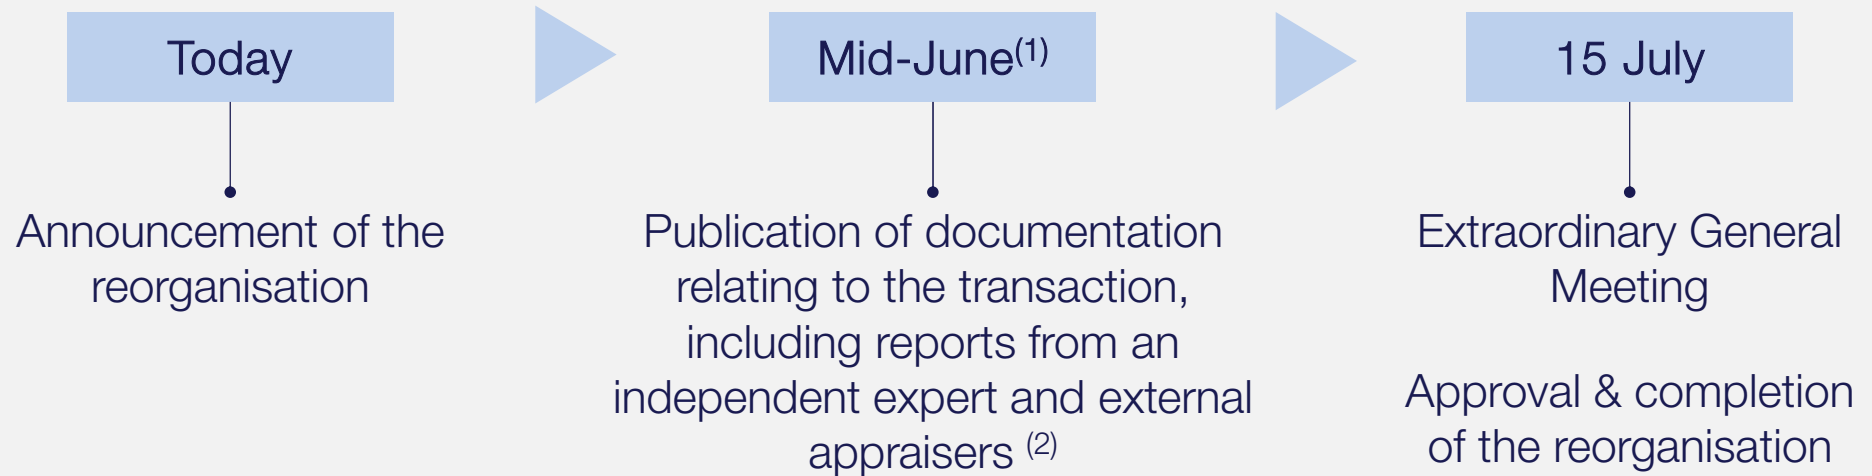 Today
Announcement of the
reorganisation
Mid-June(1)
Publication of documentation
relating to the transaction,
including reports from an
independent expert and external
appraisers (2)
15 July
Extraordinary General
Meeting
Approval & completion
of the reorganisation